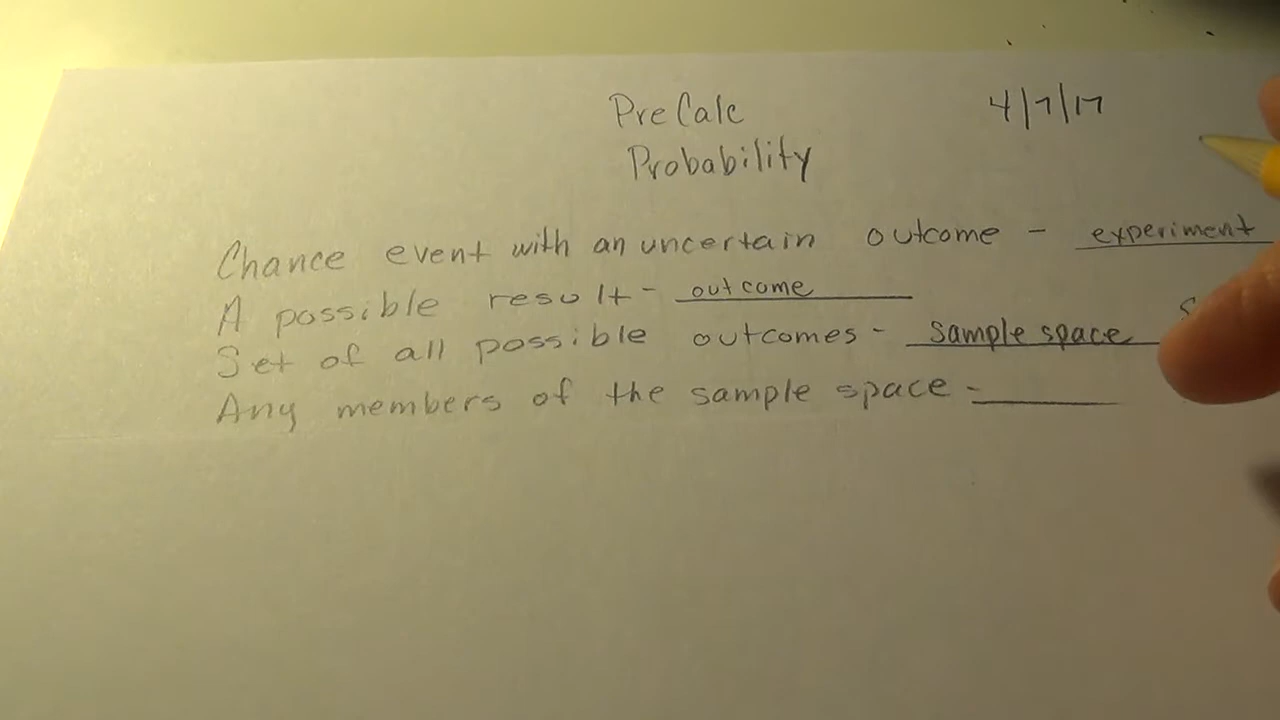 PreCalc 4/7/17
Probability
Chance event with an uncertain outcome - experiment
A possible result - outcome
Set of all possible outcomes - sample space
Any members of the sample space -